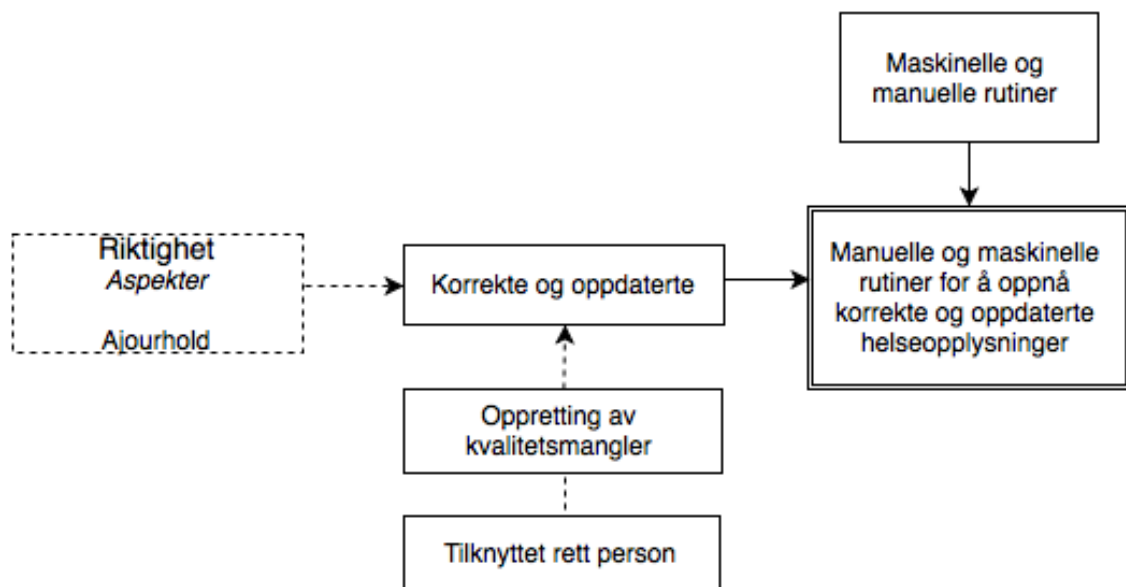 Maskinelle og
manuelle rutiner
Riktighet
Aspekter
Ajourhold
Korrekte og oppdaterte
Manuelle og maskinelle
rutiner for å oppnå
korrekte og oppdaterte
helseopplysninger
Oppretting av
kvalitetsmangler
Tilknyttet rett person